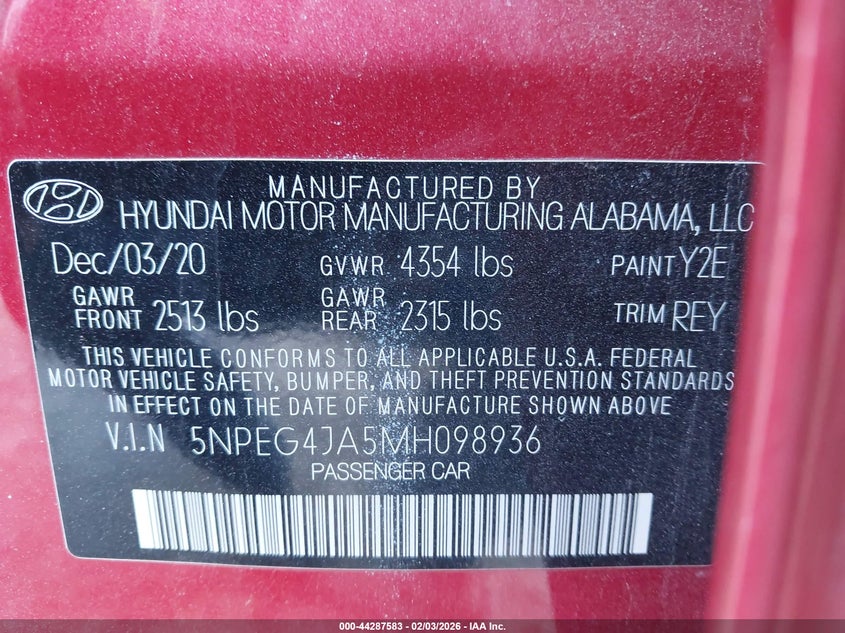 MANUFACTURED BY
HYUNDAI MOTOR MANUFACTURING ALABAMA, LLC
Dec/03/20 GVWR 4354 lbs PAINT Y2E
GAWR FRONT 2513 lbs GAWR REAR 2315 lbs TRIM REY
THIS VEHICLE CONFORMS TO ALL APPLICABLE U.S.A. FEDERAL
MOTOR VEHICLE SAFETY, BUMPER, AND THEFT PREVENTION STANDARDS
IN EFFECT ON THE DATE OF MANUFACTURE SHOWN ABOVE
V.I.N 5NPEG4JA5MH098936
PASSENGER CAR
000-44287583 | 02/03/2026 - IAA Inc.